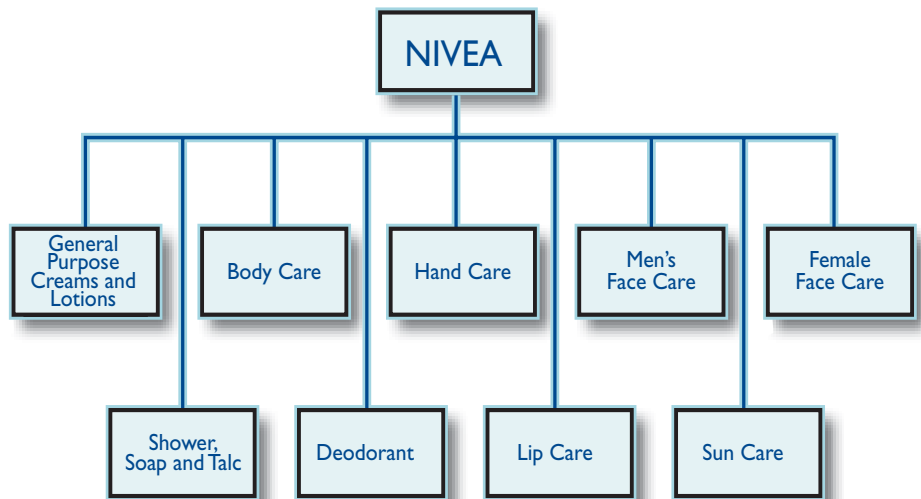 NIVEA
General
Purpose
Creams and
Lotions
Body Care
Hand Care
Men’s
Face Care
Female
Face Care
Shower,
Soap and Talc
Deodorant
Lip Care
Sun Care